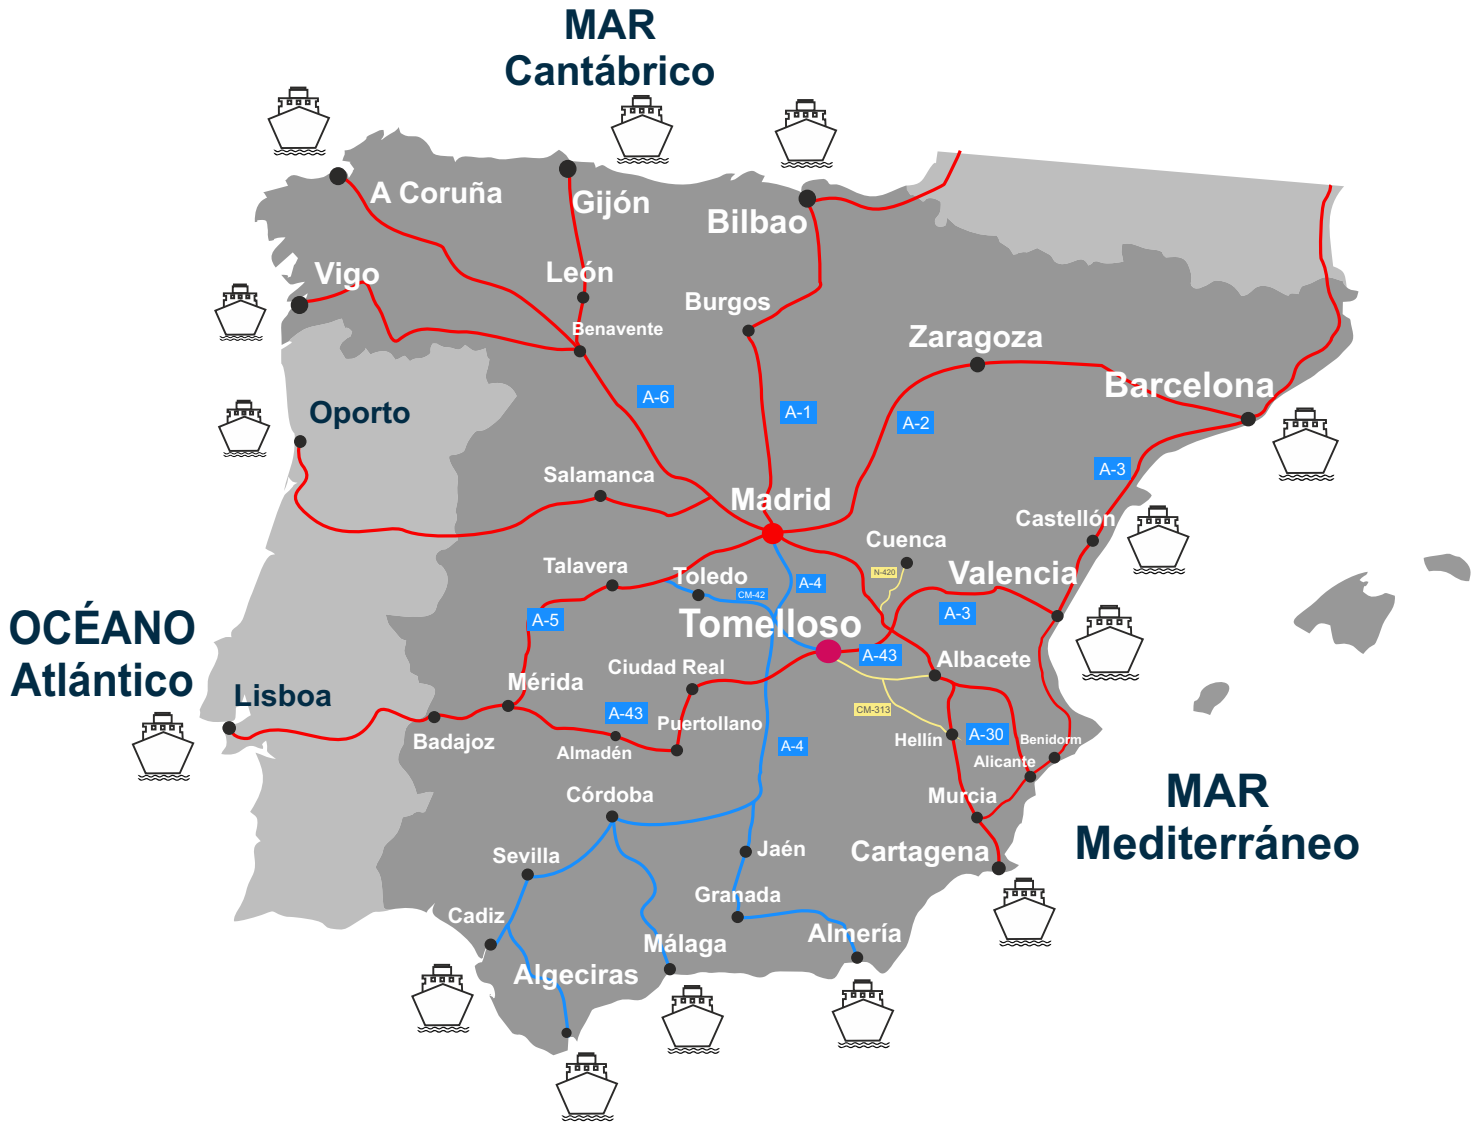 MAR
Cantábrico
A Coruña
Gijón
Bilbao
Vigo
León
Burgos
Benavente
Zaragoza
Barcelona
A-6
A-1
A-2
Oporto
A-3
Salamanca
Madrid
Castellón
Cuenca
Talavera
Toledo
N-420
Valencia
A-4
CM-42
OCÉANO
Atlántico
A-5
Tomelloso
A-3
A-43
Albacete
Ciudad Real
Mérida
Lisboa
CM-313
A-43
Puertollano
Badajoz
Almadén
A-4
Hellín
A-30
Benidorm
Alicante
MAR
Mediterráneo
Córdoba
Murcia
Sevilla
Jaén
Cartagena
Granada
Cadiz
Málaga
Almería
Algeciras